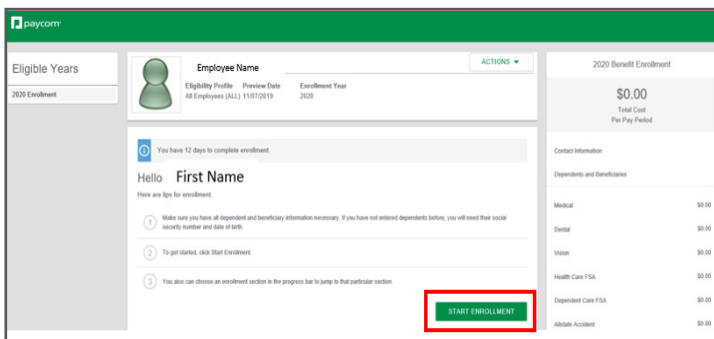 paycom
Eligible Years
2020 Enrollment
Employee Name
ACTIONS
Eligibility Profile Preview Date Enrollment Year
All Employees (ALL) 11/07/2019 2020
You have 12 days to complete enrollment.
Hello First Name
Here are tips for enrollment.
1 Make sure you have all dependent and beneficiary information necessary. If you have not entered dependents before, you will need their social
security number and date of birth.
2 To get started, click Start Enrollment.
3 You also can choose an enrollment section in the progress bar to jump to that particular section.
START ENROLLMENT
2020 Benefit Enrollment
$0.00
Total Cost
Per Pay Period
Contact Information
Dependents and Beneficiaries
Medical $0.00
Dental $0.00
Vision $0.00
Health Care FSA $0.00
Dependent Care FSA $0.00
Allstate Accident $0.00